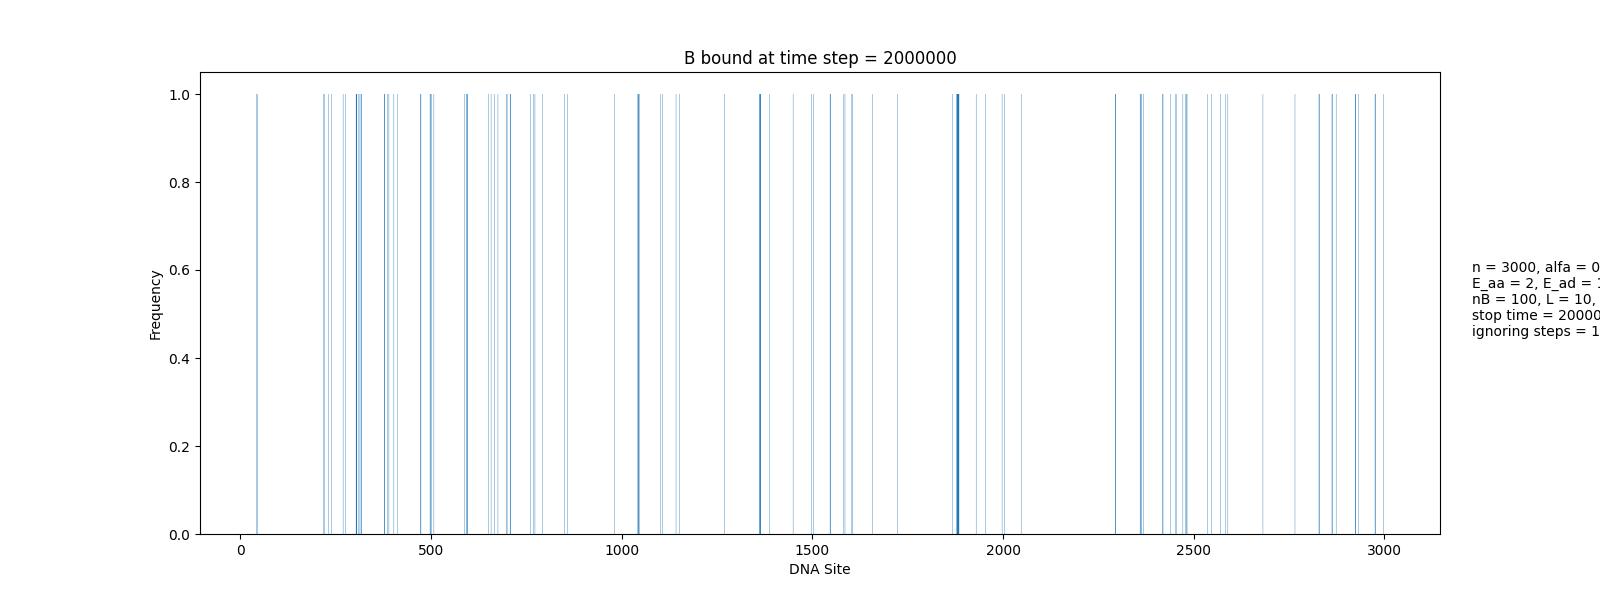 B bound at time step = 2000000
1.0
0.8
0.6
0.4
0.2
0.0
Frequency
0 500 1000 1500 2000 2500 3000
DNA Site
n = 3000, alfa = 0
E_aa = 2, E_ad =
nB = 100, L = 10,
stop time = 20000
ignoring steps = 1